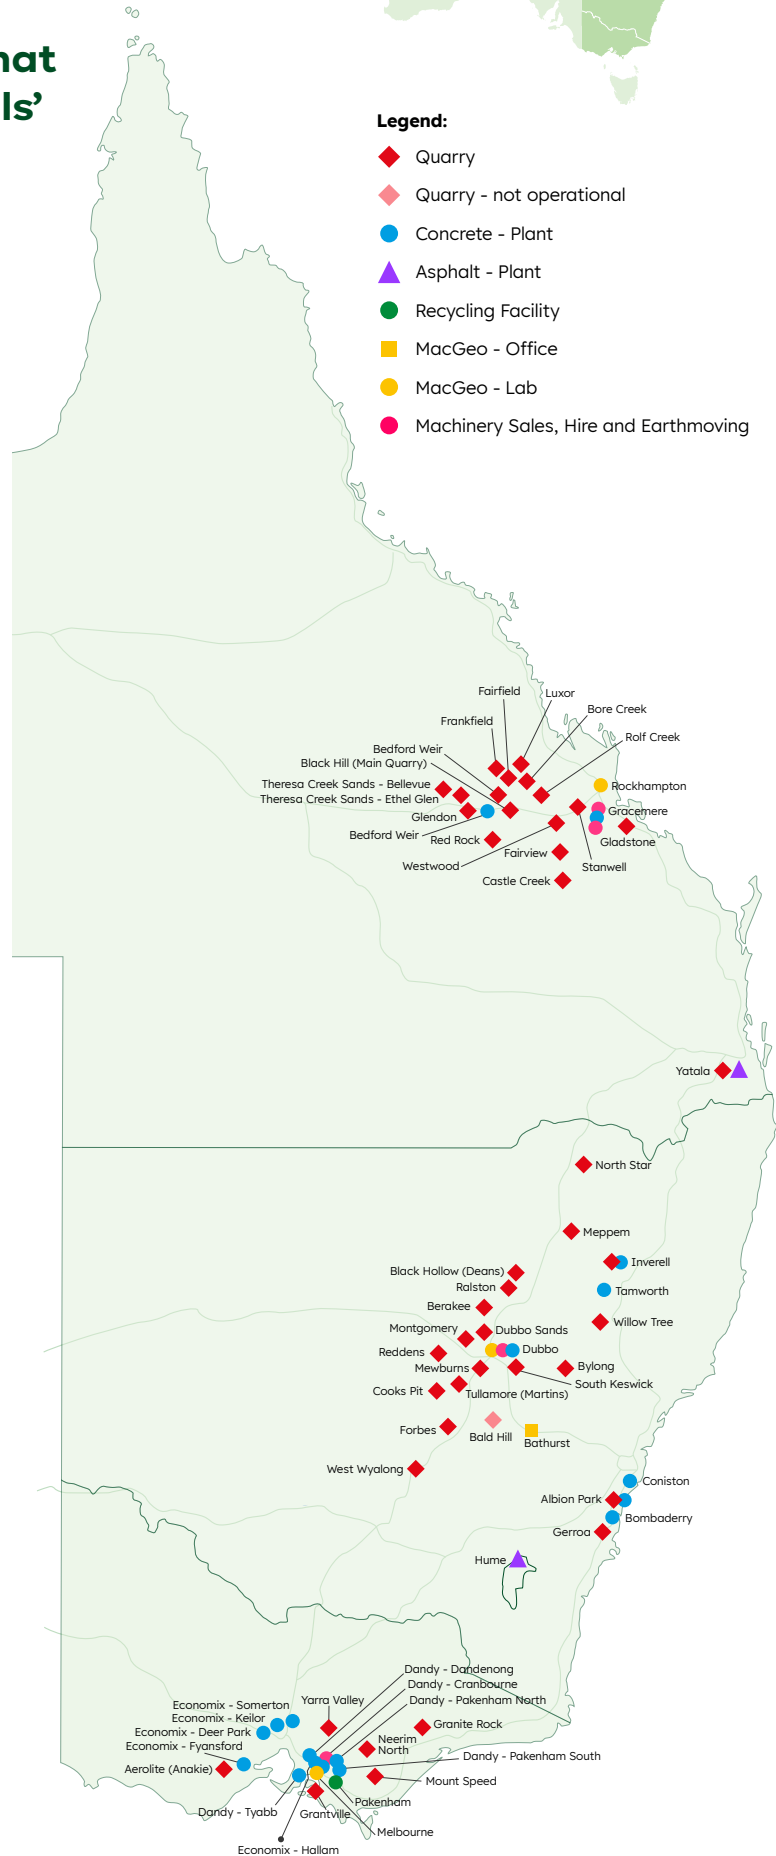 hat
ls’
Legend:
Quarry
Quarry - not operational
Concrete - Plant
Asphalt - Plant
Recycling Facility
MacGeo - Office
MacGeo - Lab
Machinery Sales, Hire and Earthmoving
Fairfield
Luxor
Bore Creek
Frankfield
Rolf Creek
Bedford Weir
Black Hill (Main Quarry)
Theresa Creek Sands - Bellevue
Rockhampton
Theresa Creek Sands - Ethel Glen
Gracemere
Glendon
Bedford Weir
Red Rock
Gladstone
Fairview
Westwood
Stanwell
Castle Creek
Yatala
North Star
Meppem
Inverell
Black Hollow (Deans)
Ralston
Tamworth
Berakee
Willow Tree
Montgomery
Dubbo Sands
Dubbo
Reddens
Mewburns
Bylong
South Keswick
Cooks Pit
Tullamore (Martins)
Forbes
Bald Hill
Bathurst
West Wyalong
Coniston
Albion Park
Bombaderry
Gerroa
Hume
Dandy - Dandenong
Dandy - Cranbourne
Yarra Valley
Dandy - Pakenham North
Economix - Somerton
Economix - Keilor
Granite Rock
Economix - Deer Park
Neerim
North
Economix - Fyansford
Dandy - Pakenham South
Aerolite (Anakie)
Mount Speed
Pakenham
Dandy - Tyabb
Grantville
Melbourne
Economix - Hallam